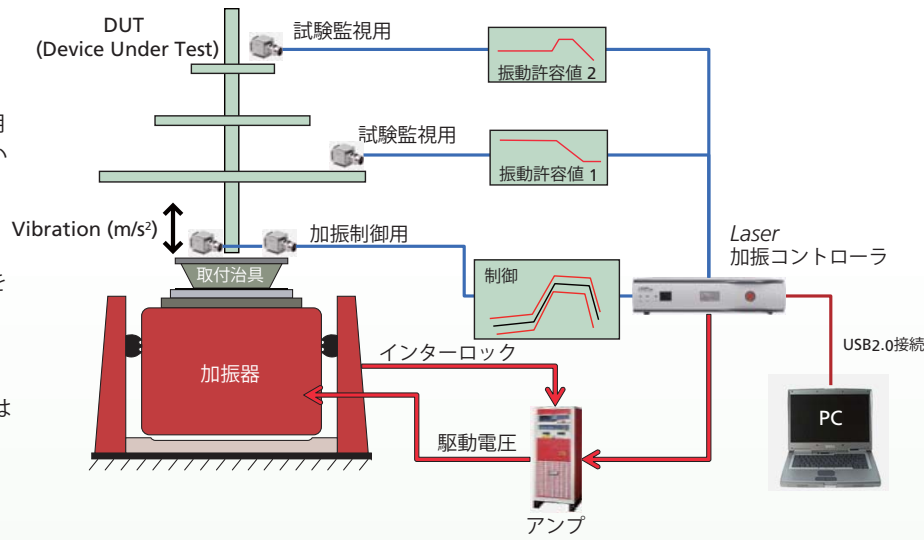 DUT
(Device Under Test)
試験監視用
振動許容値 2
試験監視用
振動許容値 1
Vibration (m/s²)
加振制御用
取付治具
制御
Laser
加振コントローラ
USB2.0接続
インターロック
加振器
PC
駆動電圧
アンプ
い
を
は